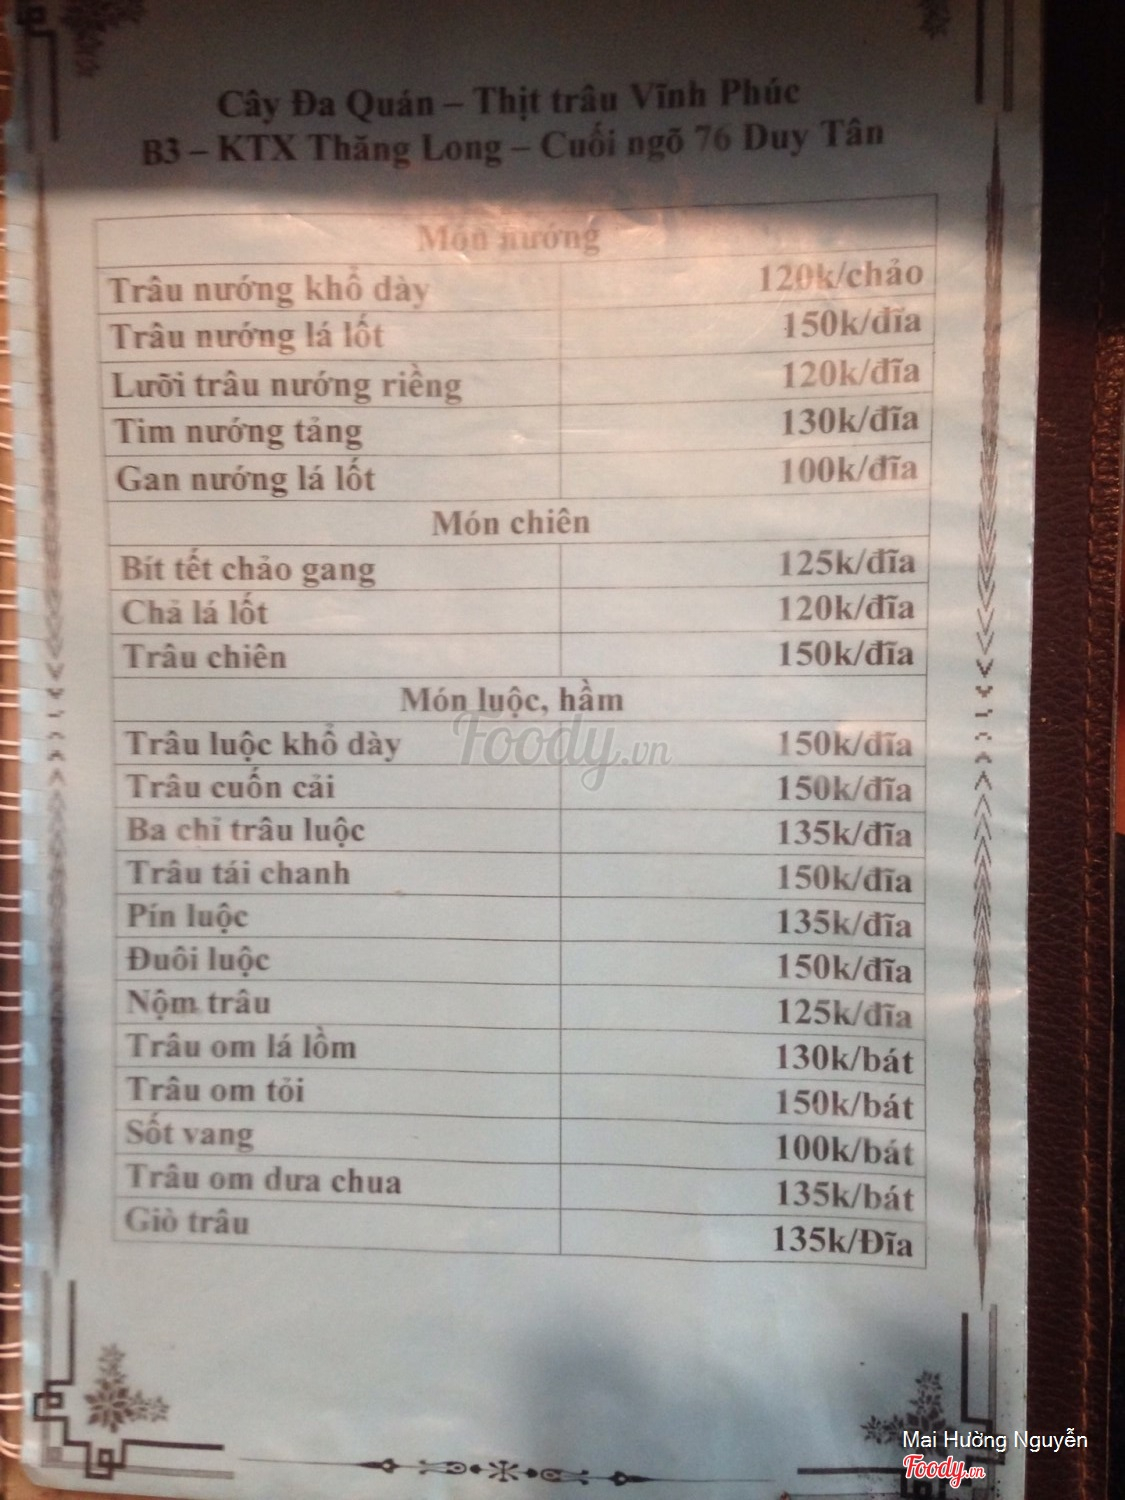 Cây Đa Quán – Thịt trâu Vĩnh Phúc
B3 – KTX Thăng Long – Cuối ngõ 76 Duy Tân
Món nướng
Trâu nướng khổ dày 120k/chảo
Trâu nướng lá lốt 150k/đĩa
Lưỡi trâu nướng riềng 120k/đĩa
Tim nướng tảng 130k/đĩa
Gan nướng lá lốt 100k/đĩa
Món chiên
Bít tết chảo gang 125k/đĩa
Chả lá lốt 120k/đĩa
Trâu chiên 150k/đĩa
Món luộc, hầm
Trâu luộc khổ dày 150k/đĩa
Trâu cuốn cải 150k/đĩa
Ba chỉ trâu luộc 135k/đĩa
Trâu tái chanh 150k/đĩa
Pín luộc 135k/đĩa
Đuôi luộc 150k/đĩa
Nộm trâu 125k/đĩa
Trâu om lá lồm 130k/bát
Trâu om tỏi 150k/bát
Sốt vang 100k/bát
Trâu om dưa chua 135k/bát
Giò trâu 135k/Đĩa
Foody.vn
Mai Hường Nguyễn
Foody.vn